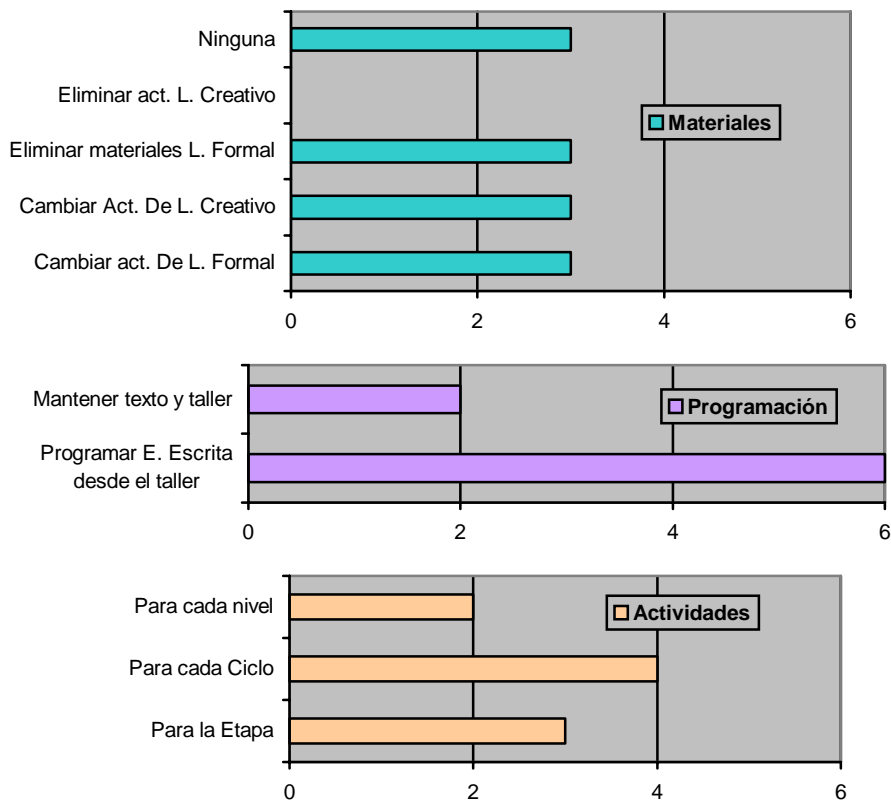 Ninguna
Eliminar act. L. Creativo
Materiales
Eliminar materiales L. Formal
Cambiar Act. De L. Creativo
Cambiar act. De L. Formal
0 2 4 6
Mantener texto y taller
Programación
Programar E. Escrita
desde el taller
0 2 4 6
Para cada nivel
Actividades
Para cada Ciclo
Para la Etapa
0 2 4 6